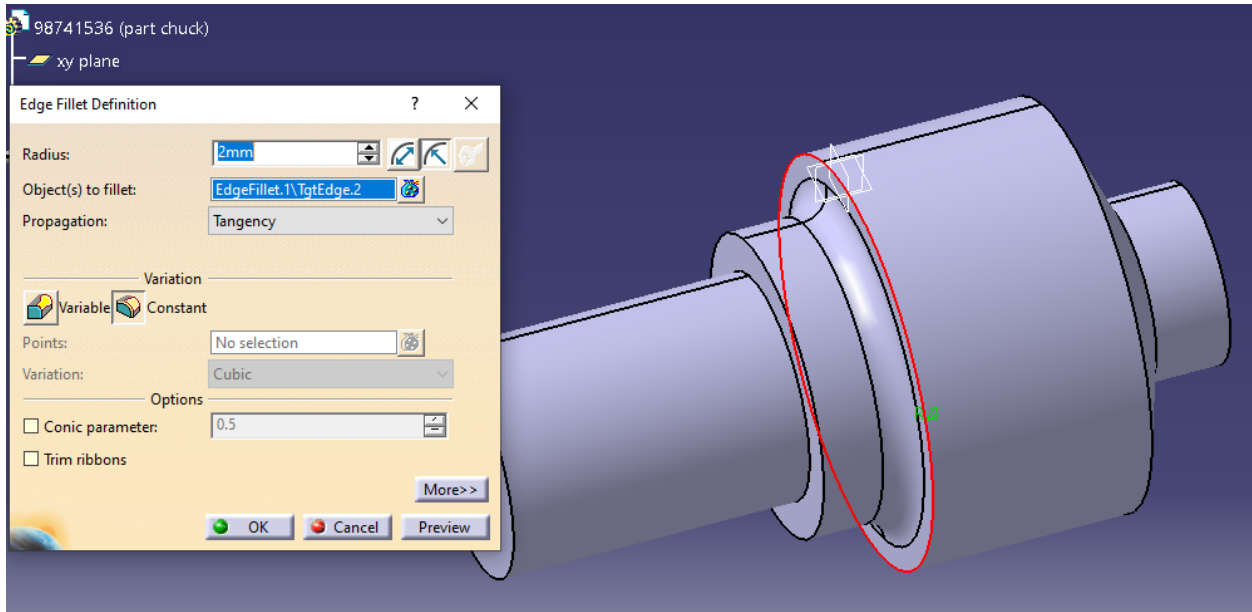 98741536 (part chuck)
xy plane
Edge Fillet Definition ? ×
Radius: 2mm
Object(s) to fillet: EdgeFillet.1\TgtEdge.2
Propagation: Tangency
Variation
Variable Constant
Points: No selection
Variation: Cubic
Options
Conic parameter: 0.5
Trim ribbons
More>>
OK Cancel Preview